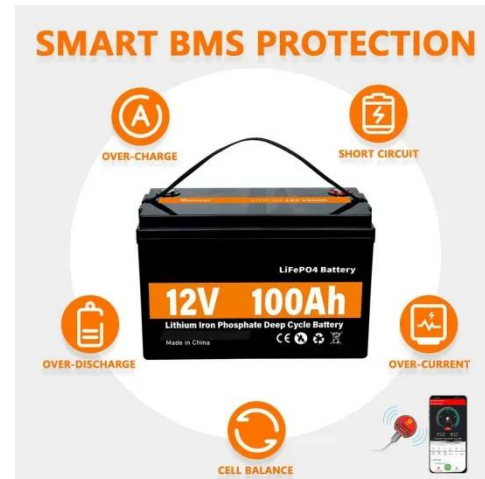 SMART BMS PROTECTION
A
OVER-CHARGE
SHORT CIRCUIT
LiFePO4 Battery
12V 100Ah
Lithium Iron Phosphate Deep Cycle Battery
Made in China
CE
OVER-DISCHARGE
OVER-CURRENT
CELL BALANCE